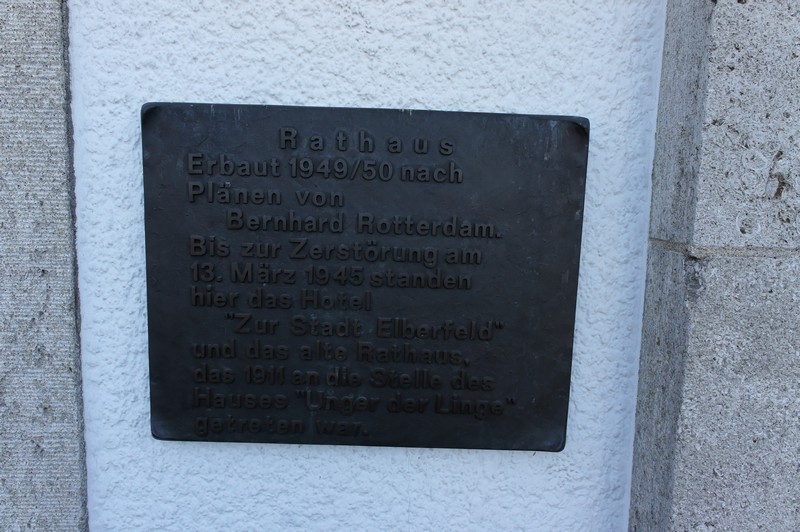 Rathaus
Erbaut 1949/50 nach
Plänen von
Bernhard Rotterdam.
Bis zur Zerstörung am
13. März 1945 standen
hier das Hotel
"Zur Stadt Elberfeld"
und das alte Rathaus,
das 1911 an die Stelle des
Hauses "Unger der Linge"
getreten war.